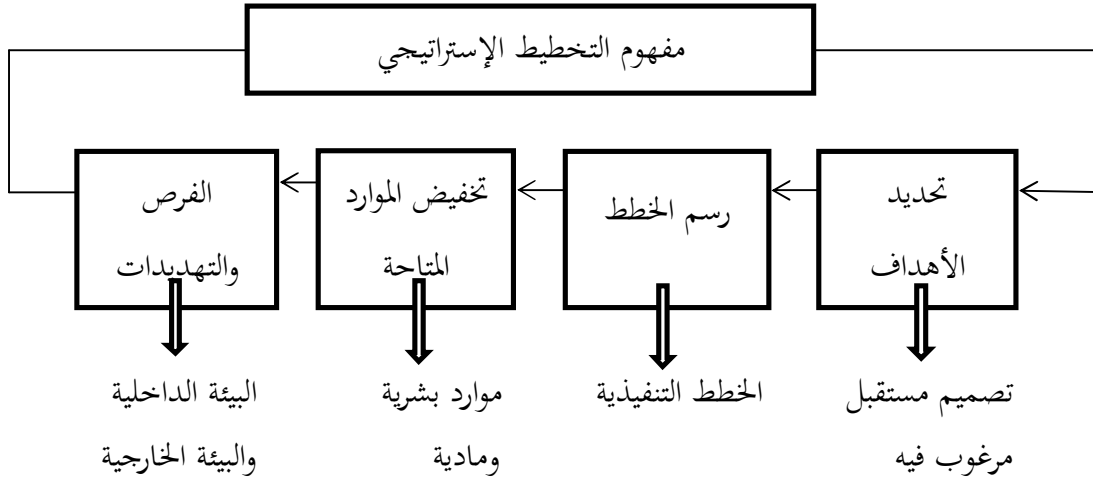 مفهوم التخطيط الإستراتيجي
تحديد
الأهداف
رسم الخطط
تخفيض الموارد
المتاحة
الفرص
والتهديدات
تصميم مستقبل
مرغوب فيه
الخطط التنفيذية
موارد بشرية
ومادية
البيئة الداخلية
والبيئة الخارجية